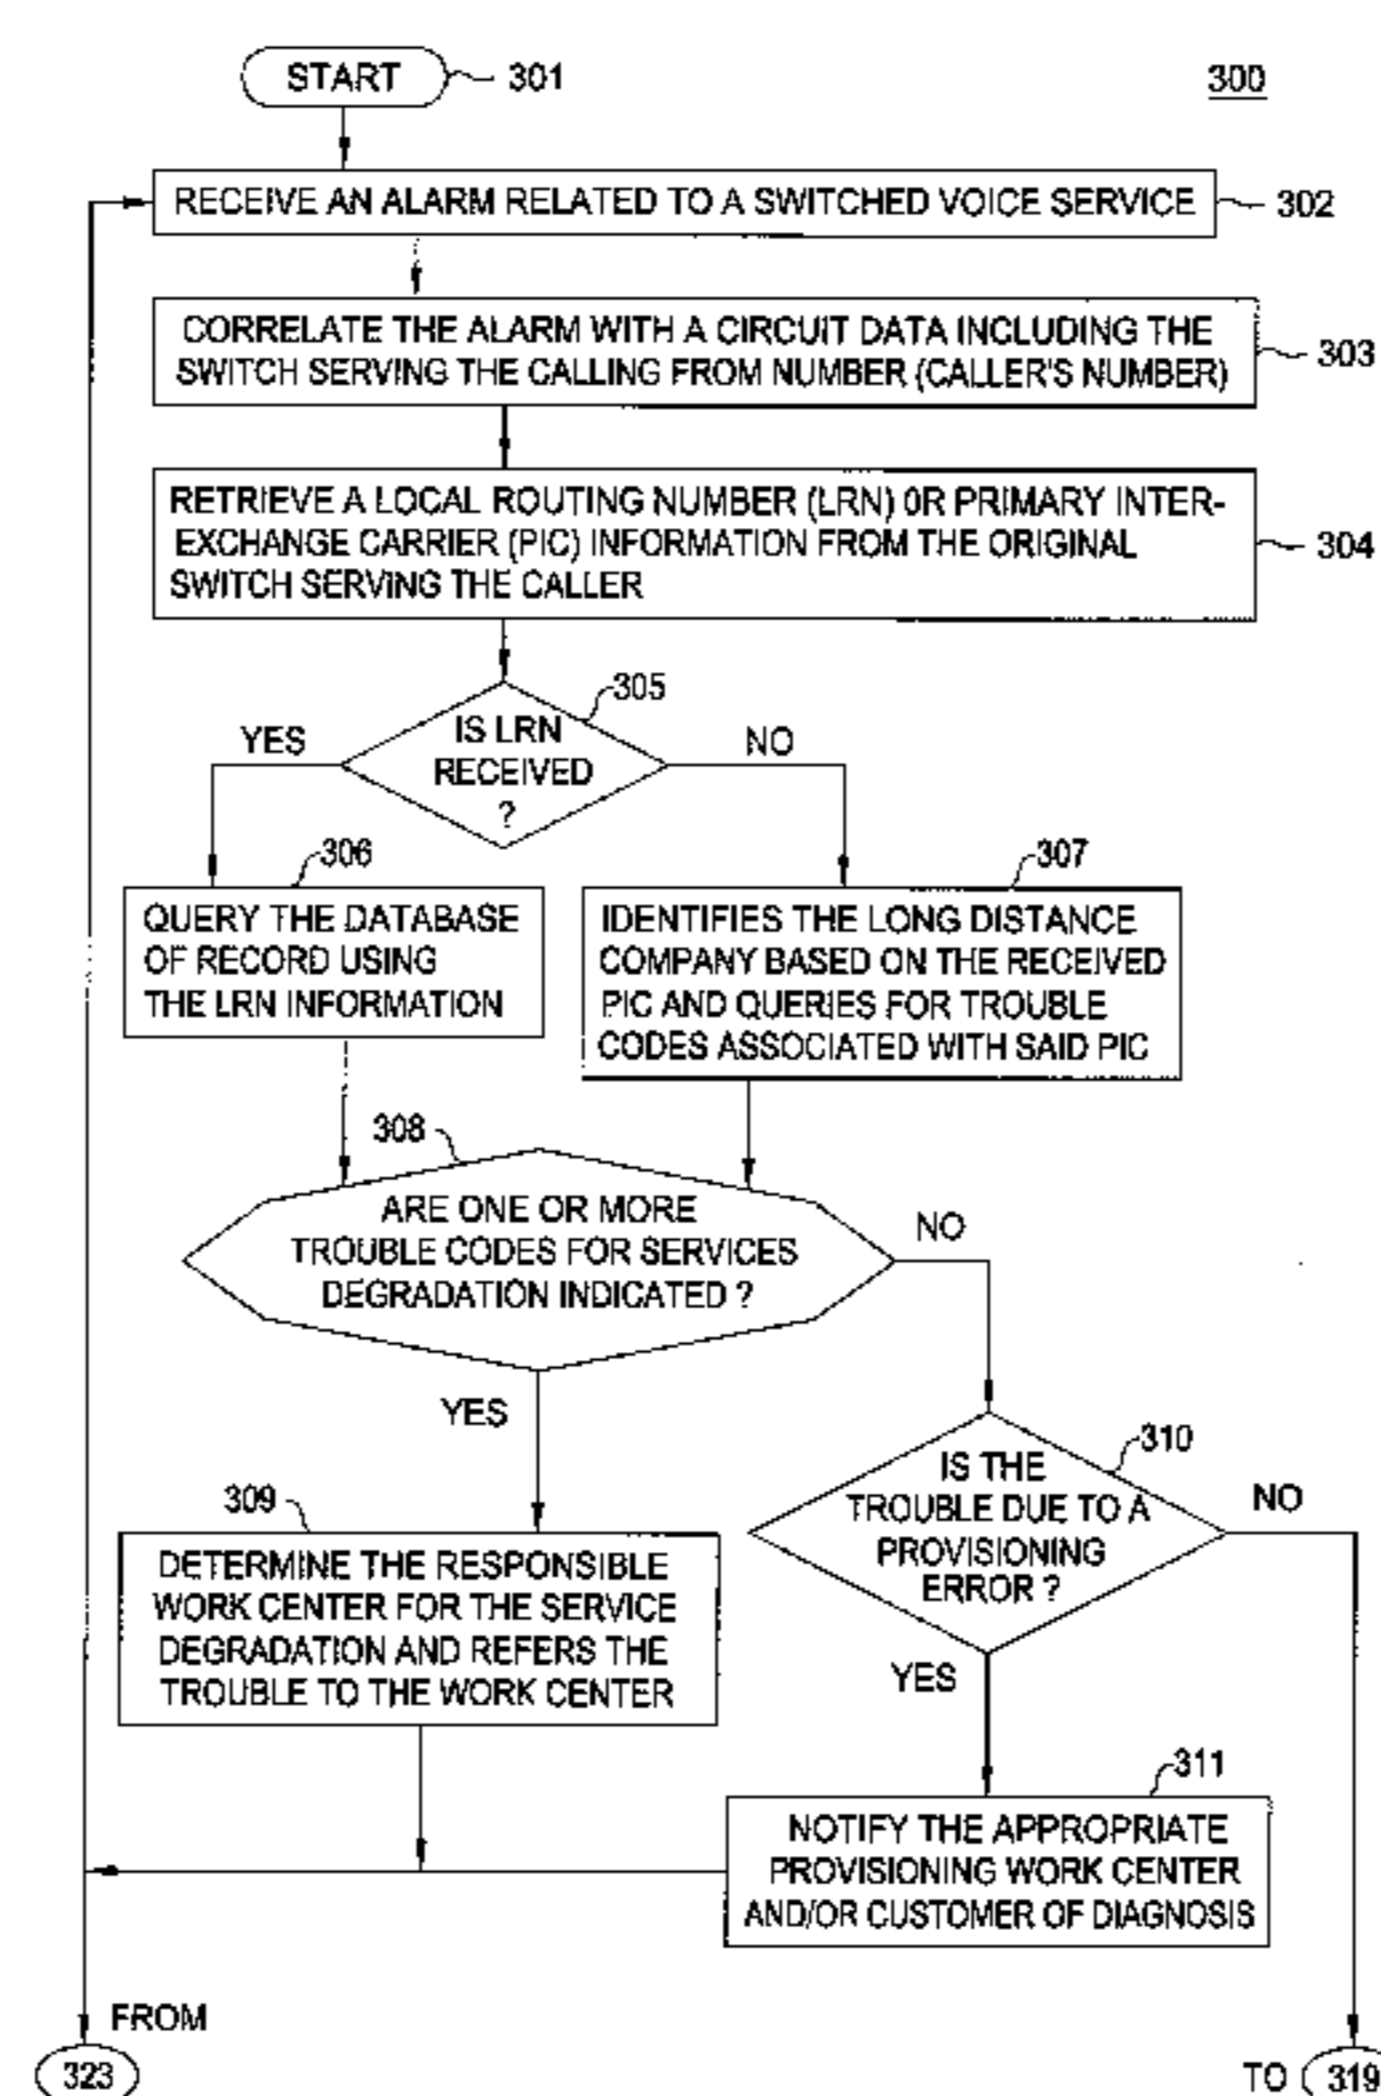 START
301
300
RECEIVE AN ALARM RELATED TO A SWITCHED VOICE SERVICE
302
CORRELATE THE ALARM WITH A CIRCUIT DATA INCLUDING THE
SWITCH SERVING THE CALLING FROM NUMBER (CALLER'S NUMBER)
303
RETRIEVE A LOCAL ROUTING NUMBER (LRN) 0R PRIMARY INTER-
EXCHANGE CARRIER (PIC) INFORMATION FROM THE ORIGINAL
SWITCH SERVING THE CALLER
304
305
IS LRN
RECEIVED
?
YES
NO
306
QUERY THE DATABASE
OF RECORD USING
THE LRN INFORMATION
307
IDENTIFIES THE LONG DISTANCE
COMPANY BASED ON THE RECEIVED
PIC AND QUERIES FOR TROUBLE
CODES ASSOCIATED WITH SAID PIC
308
ARE ONE OR MORE
TROUBLE CODES FOR SERVICES
DEGRADATION INDICATED ?
NO
YES
310
IS THE
TROUBLE DUE TO A
PROVISIONING
ERROR ?
NO
YES
309
DETERMINE THE RESPONSIBLE
WORK CENTER FOR THE SERVICE
DEGRADATION AND REFERS THE
TROUBLE TO THE WORK CENTER
311
NOTIFY THE APPROPRIATE
PROVISIONING WORK CENTER
AND/OR CUSTOMER OF DIAGNOSIS
FROM
323
TO
319